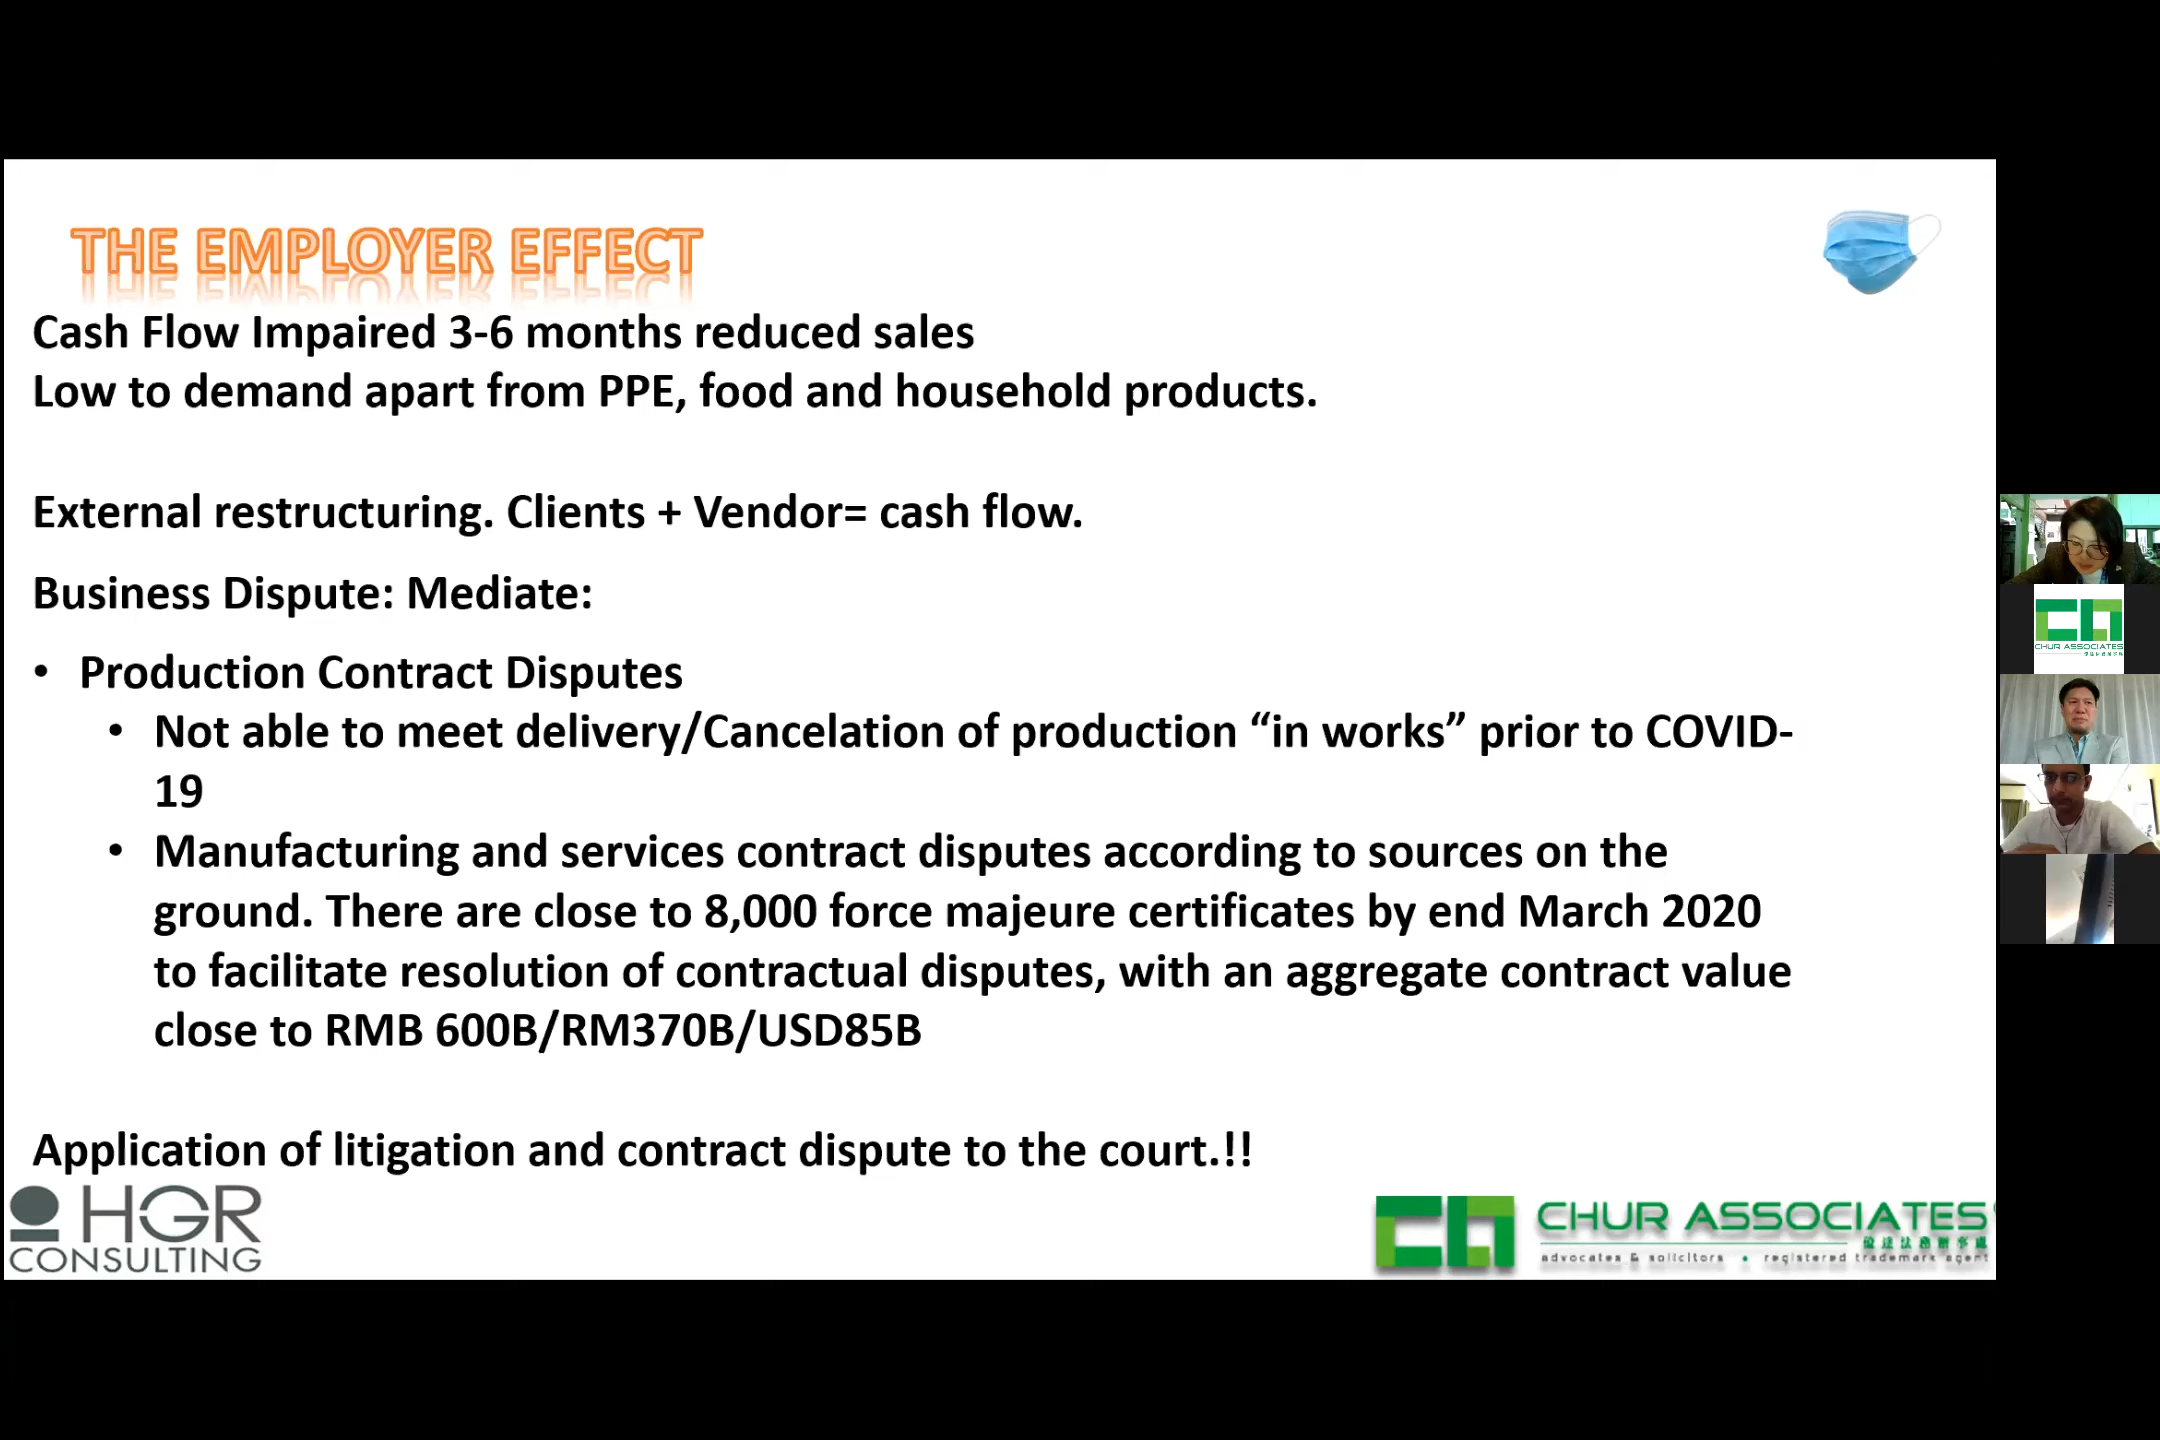 THE EMPLOYER EFFECT
Cash Flow Impaired 3-6 months reduced sales
Low to demand apart from PPE, food and household products.
External restructuring. Clients + Vendor= cash flow.
Business Dispute: Mediate:
• Production Contract Disputes
• Not able to meet delivery/Cancelation of production “in works” prior to COVID-
19
• Manufacturing and services contract disputes according to sources on the
ground. There are close to 8,000 force majeure certificates by end March 2020
to facilitate resolution of contractual disputes, with an aggregate contract value
close to RMB 600B/RM370B/USD85B
Application of litigation and contract dispute to the court.!!
HGR
CONSULTING
CHUR ASSOCIATES
advocates & solicitors • registered trademark agent
CHUR ASSOCIATES